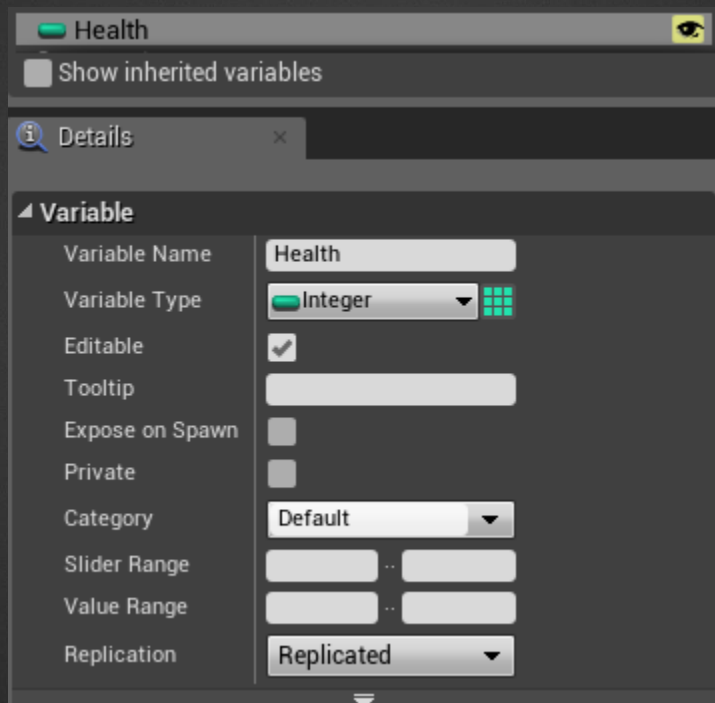 Health
Show inherited variables
Details
Variable
Variable Name Health
Variable Type Integer
Editable
Tooltip
Expose on Spawn
Private
Category Default
Slider Range ..
Value Range ..
Replication Replicated